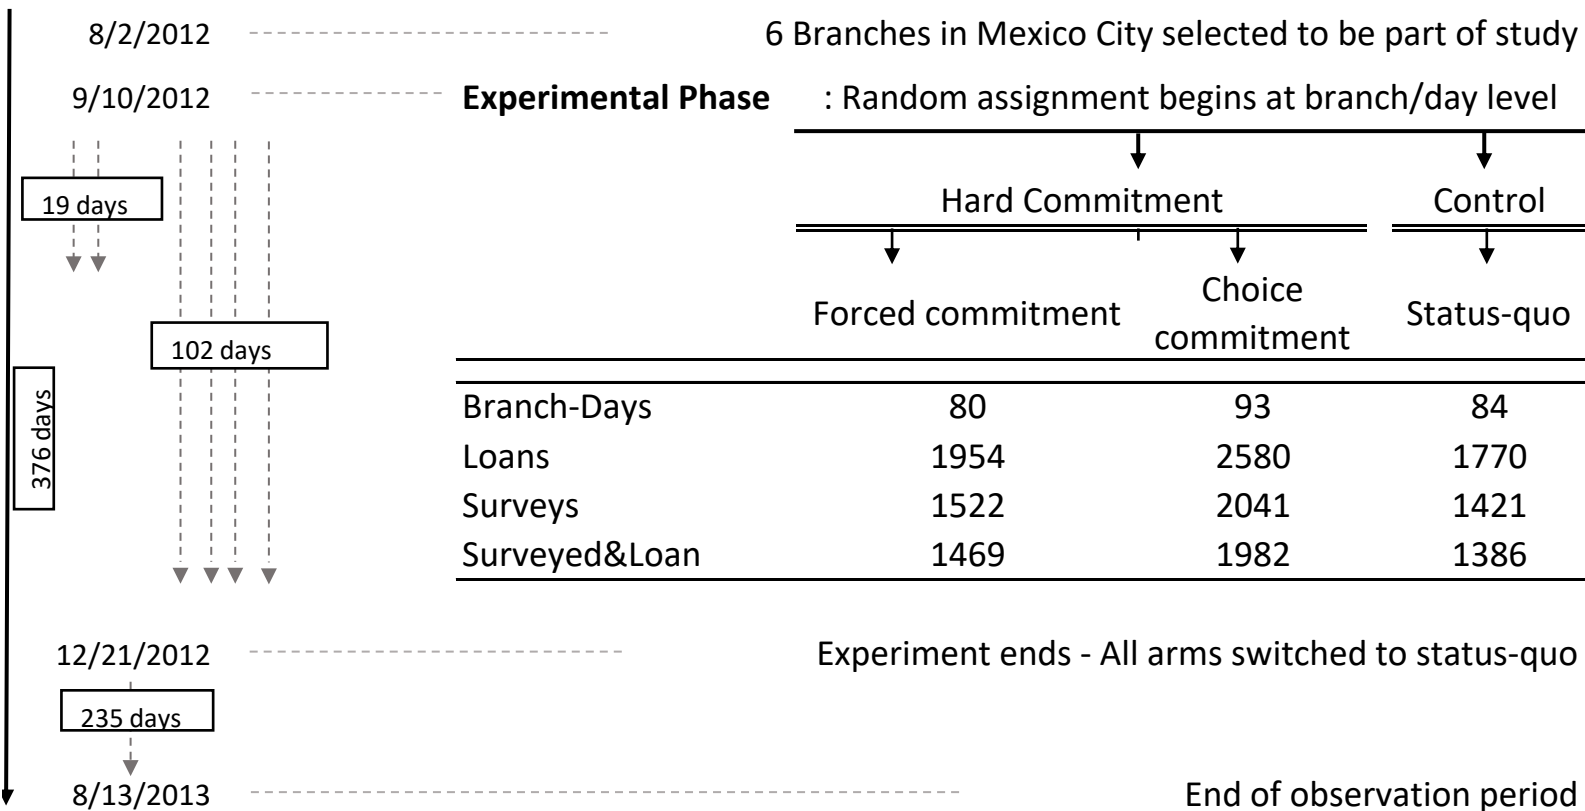 8/2/2012 6 Branches in Mexico City selected to be part of study
9/10/2012 Experimental Phase : Random assignment begins at branch/day level
19 days
Hard Commitment Control
Forced commitment Choice commitment Status-quo
102 days
376 days
Branch-Days 80 93 84
Loans 1954 2580 1770
Surveys 1522 2041 1421
Surveyed&Loan 1469 1982 1386
12/21/2012 Experiment ends - All arms switched to status-quo
235 days
8/13/2013 End of observation period